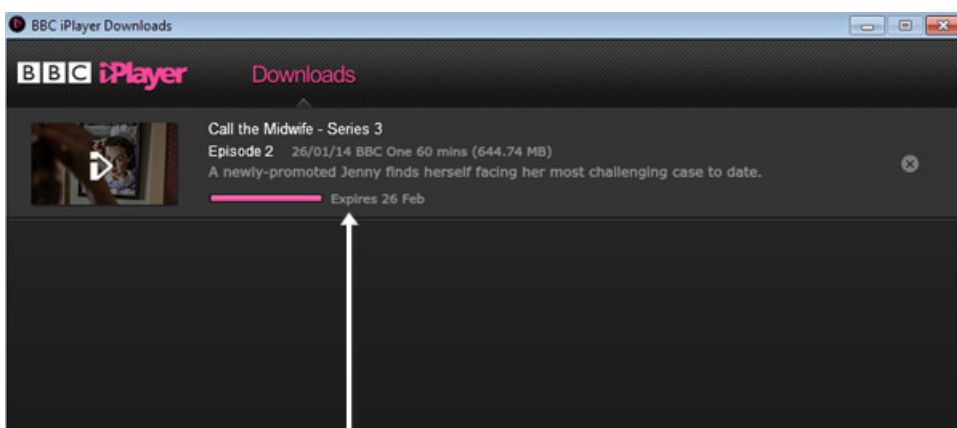 BBC iPlayer Downloads
BBC iPlayer Downloads
Call the Midwife - Series 3
Episode 2 26/01/14 BBC One 60 mins (644.74 MB)
A newly-promoted Jenny finds herself facing her most challenging case to date.
Expires 26 Feb